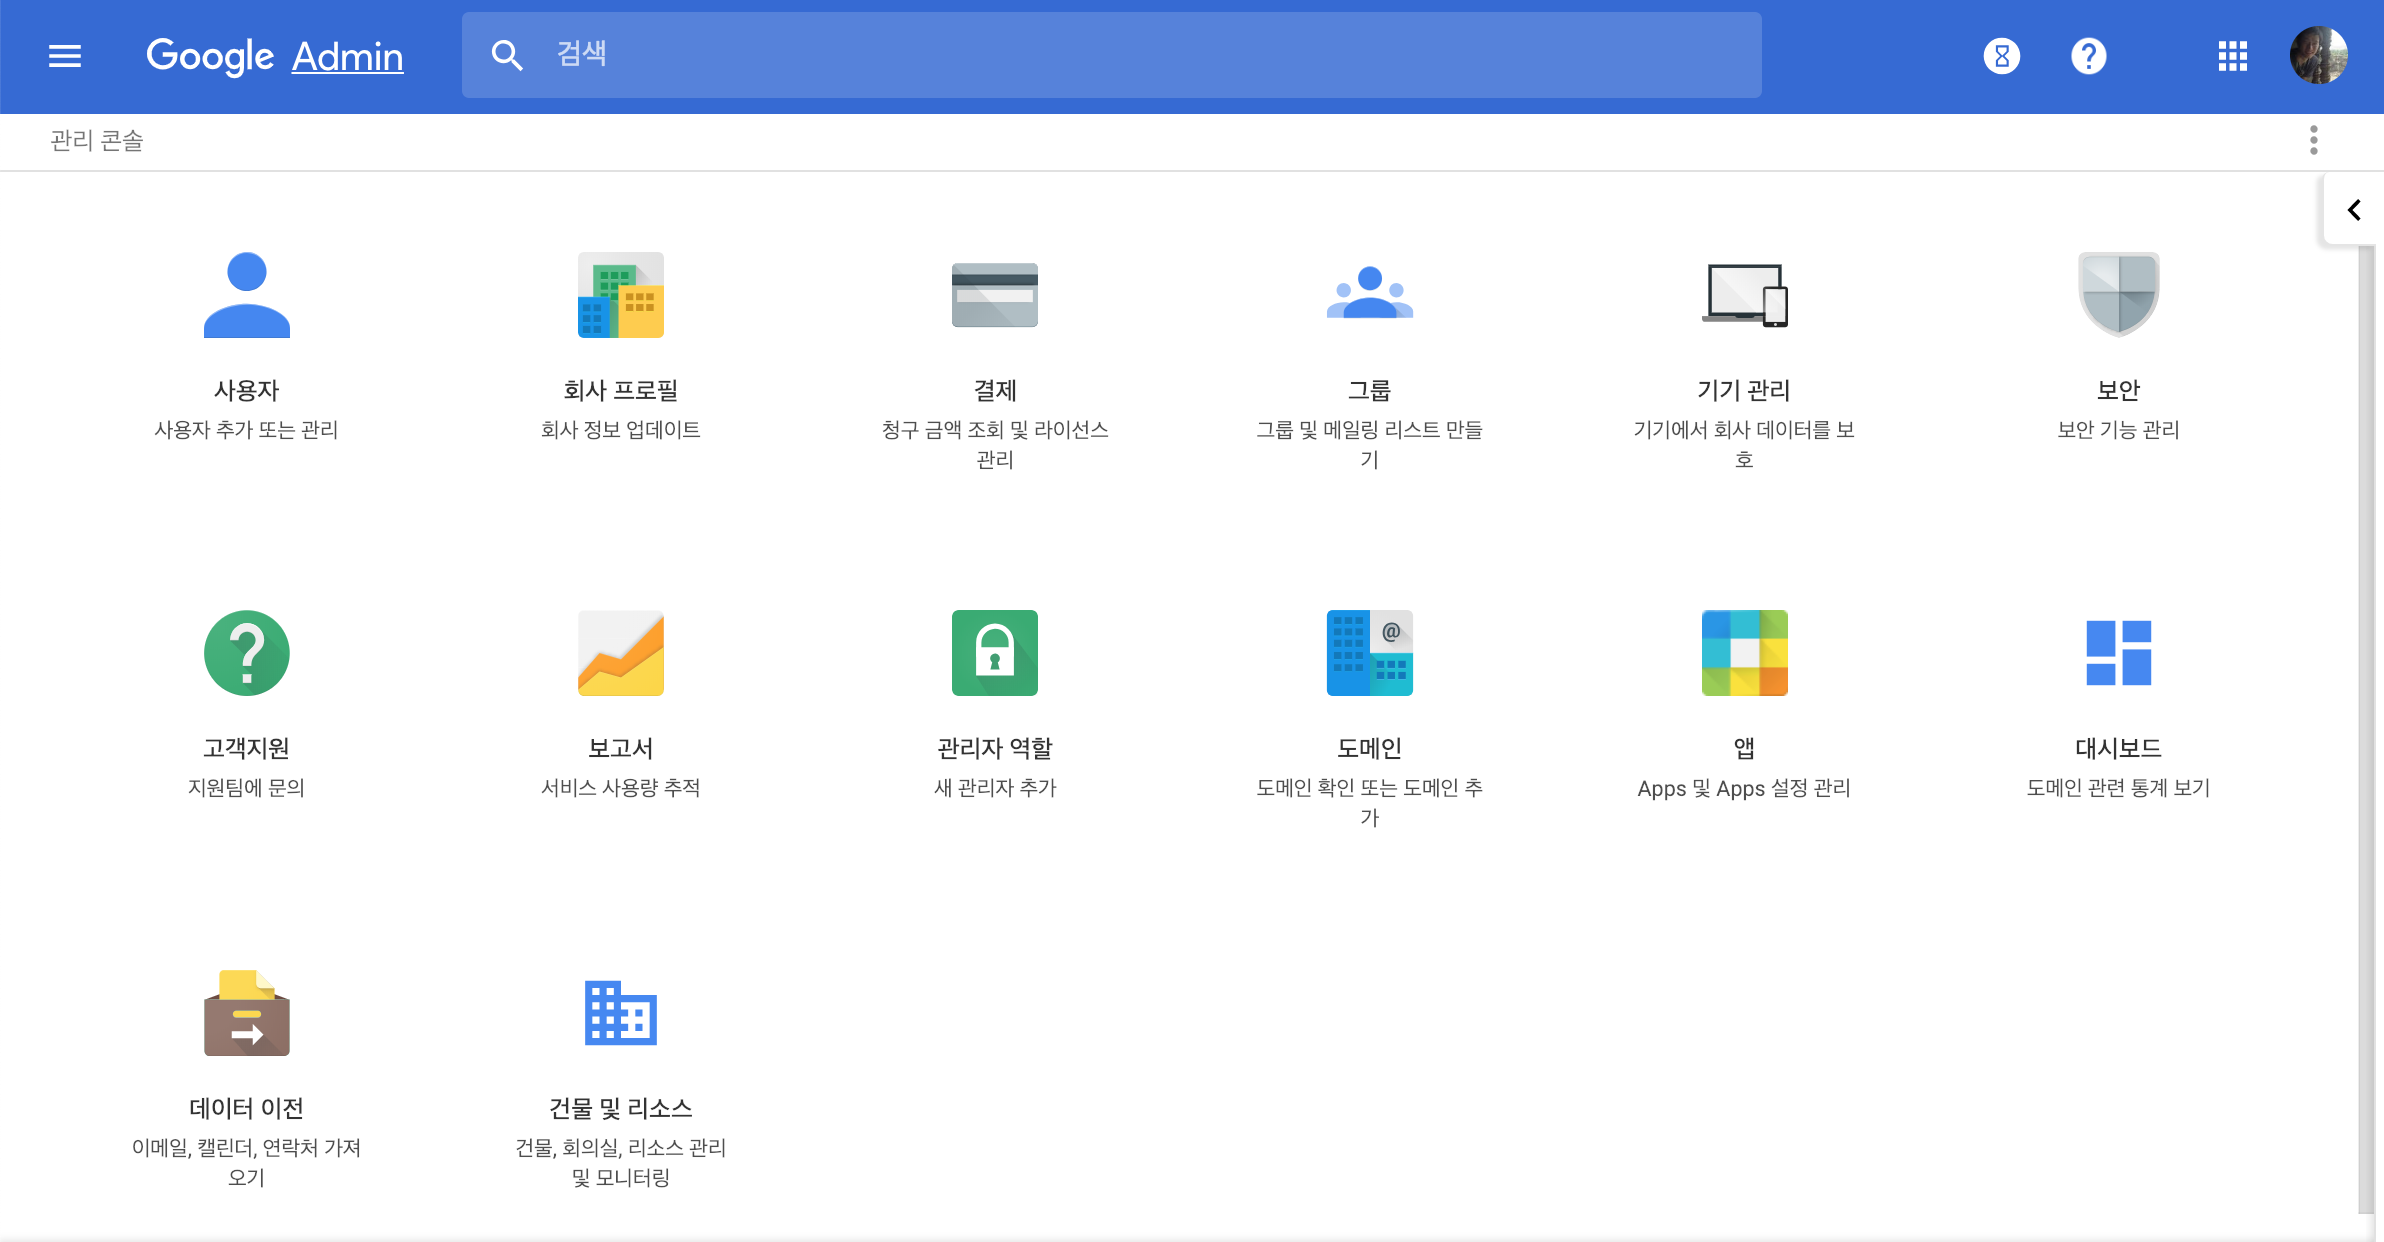 Google Admin
검색
관리 콘솔
사용자
사용자 추가 또는 관리
회사 프로필
회사 정보 업데이트
결제
청구 금액 조회 및 라이선스
관리
그룹
그룹 및 메일링 리스트 만들
기
기기 관리
기기에서 회사 데이터를 보
호
보안
보안 기능 관리
고객지원
지원팀에 문의
보고서
서비스 사용량 추적
관리자 역할
새 관리자 추가
@
도메인
도메인 확인 또는 도메인 추
가
앱
Apps 및 Apps 설정 관리
대시보드
도메인 관련 통계 보기
데이터 이전
이메일, 캘린더, 연락처 가져
오기
건물 및 리소스
건물, 회의실, 리소스 관리
및 모니터링